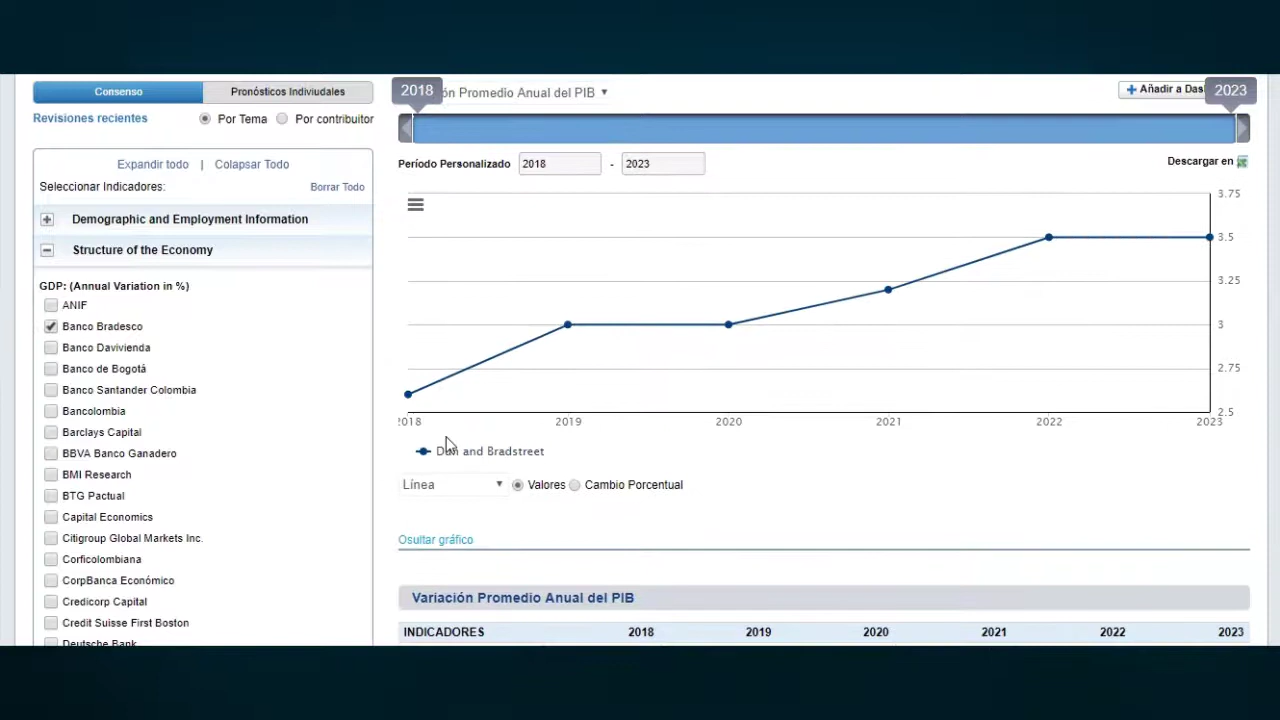 Consenso
Pronósticos Indiviudales
Revisiones recientes
Por Tema
Por contribitor
Expandir todo | Colapsar Todo
Seleccionar Indicadores:
Borrar Todo
Demographic and Employment Information
Structure of the Economy
GDP: (Annual Variation in %)
ANIF
Banco Bradesco
Banco Davivienda
Banco de Bogotá
Banco Santander Colombia
Bancolombia
Barclays Capital
BBVA Banco Ganadero
BMI Research
BTG Pactual
Capital Economics
Citigroup Global Markets Inc.
Corficolombiana
CorpBanca Económico
Credicorp Capital
Credit Suisse First Boston
Deutsche Bank
2018
ón Promedio Anual del PIB
Añadir a Das
2023
Período Personalizado 2018 - 2023
Descargar en
3.75
3.5
3.25
3
2.75
2.5
2018 2019 2020 2021 2022 2023
and Bradstreet
Línea
Valores
Cambio Porcentual
Osultar gráfico
Variación Promedio Anual del PIB
INDICADORES 2018 2019 2020 2021 2022 2023